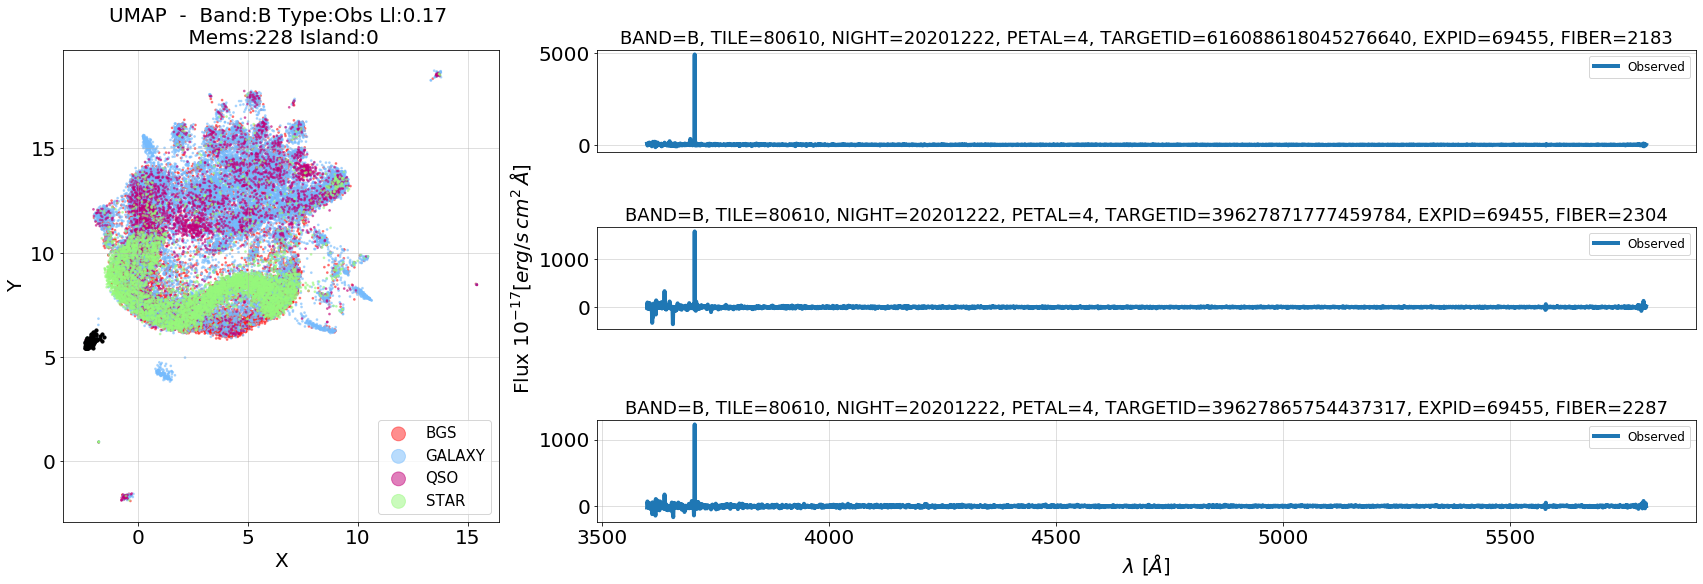 UMAP - Band:B Type:Obs Ll:0.17
Mems:228 Island:0
Y
15
10
5
0
0
5
10
15
X
BGS
GALAXY
QSO
STAR
Flux 10^{-17}[erg/s cm^2 Å]
BAND=B, TILE=80610, NIGHT=20201222, PETAL=4, TARGETID=616088618045276640, EXPID=69455, FIBER=2183
5000
0
Observed
BAND=B, TILE=80610, NIGHT=20201222, PETAL=4, TARGETID=39627871777459784, EXPID=69455, FIBER=2304
1000
0
Observed
BAND=B, TILE=80610, NIGHT=20201222, PETAL=4, TARGETID=39627865754437317, EXPID=69455, FIBER=2287
1000
0
Observed
3500
4000
4500
5000
5500
λ [Å]